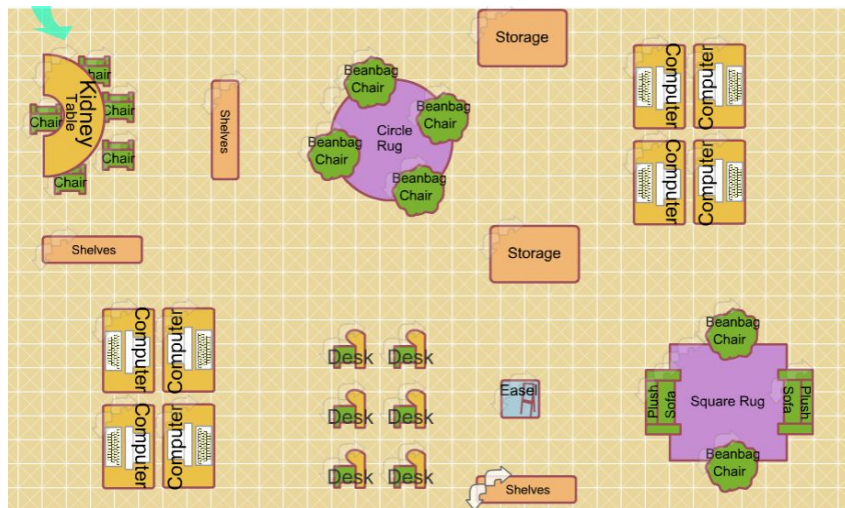 Storage
Beanbag
Chair
Computer
Computer
Chair
Kidney
Table
Chair
Chair
Chair
Chair
Shelves
Circle
Rug
Beanbag
Chair
Beanbag
Chair
Beanbag
Chair
Computer
Computer
Shelves
Storage
Computer
Computer
Beanbag
Chair
Desk
Desk
Computer
Computer
Easel
Plush
Sofa
Square Rug
Plush
Sofa
Desk
Desk
Beanbag
Chair
Desk
Desk
Shelves